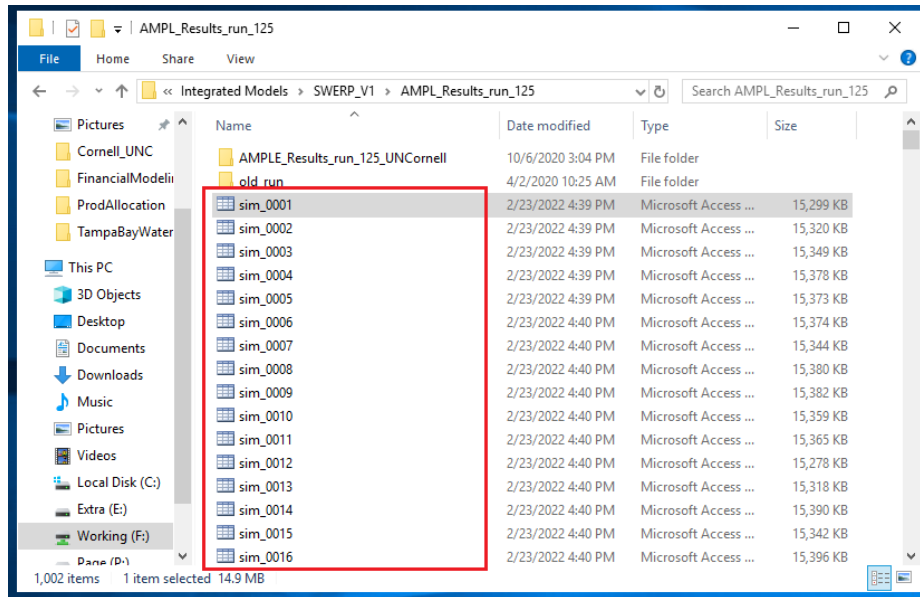 AMPL_Results_run_125
File Home Share View
« Integrated Models > SWERP_V1 > AMPL_Results_run_125 Search AMPL_Results_run_125
Pictures Name Date modified Type Size
Cornell_UNC AMPLE_Results_run_125_UNCornell 10/6/2020 3:04 PM File folder
FinancialModeli old_run 4/2/2020 10:25 AM File folder
ProdAllocation sim_0001 2/23/2022 4:39 PM Microsoft Access ... 15,299 KB
TampaBayWater sim_0002 2/23/2022 4:39 PM Microsoft Access ... 15,320 KB
sim_0003 2/23/2022 4:39 PM Microsoft Access ... 15,349 KB
This PC sim_0004 2/23/2022 4:39 PM Microsoft Access ... 15,378 KB
3D Objects sim_0005 2/23/2022 4:39 PM Microsoft Access ... 15,373 KB
Desktop sim_0006 2/23/2022 4:40 PM Microsoft Access ... 15,374 KB
Documents sim_0007 2/23/2022 4:40 PM Microsoft Access ... 15,344 KB
Downloads sim_0008 2/23/2022 4:40 PM Microsoft Access ... 15,380 KB
Music sim_0009 2/23/2022 4:40 PM Microsoft Access ... 15,382 KB
Pictures sim_0010 2/23/2022 4:40 PM Microsoft Access ... 15,359 KB
Videos sim_0011 2/23/2022 4:40 PM Microsoft Access ... 15,365 KB
Local Disk (C:) sim_0012 2/23/2022 4:40 PM Microsoft Access ... 15,278 KB
Extra (E:) sim_0013 2/23/2022 4:40 PM Microsoft Access ... 15,318 KB
Working (F:) sim_0014 2/23/2022 4:40 PM Microsoft Access ... 15,390 KB
sim_0015 2/23/2022 4:40 PM Microsoft Access ... 15,342 KB
Page (P:) sim_0016 2/23/2022 4:40 PM Microsoft Access ... 15,396 KB
1,002 items 1 item selected 14.9 MB